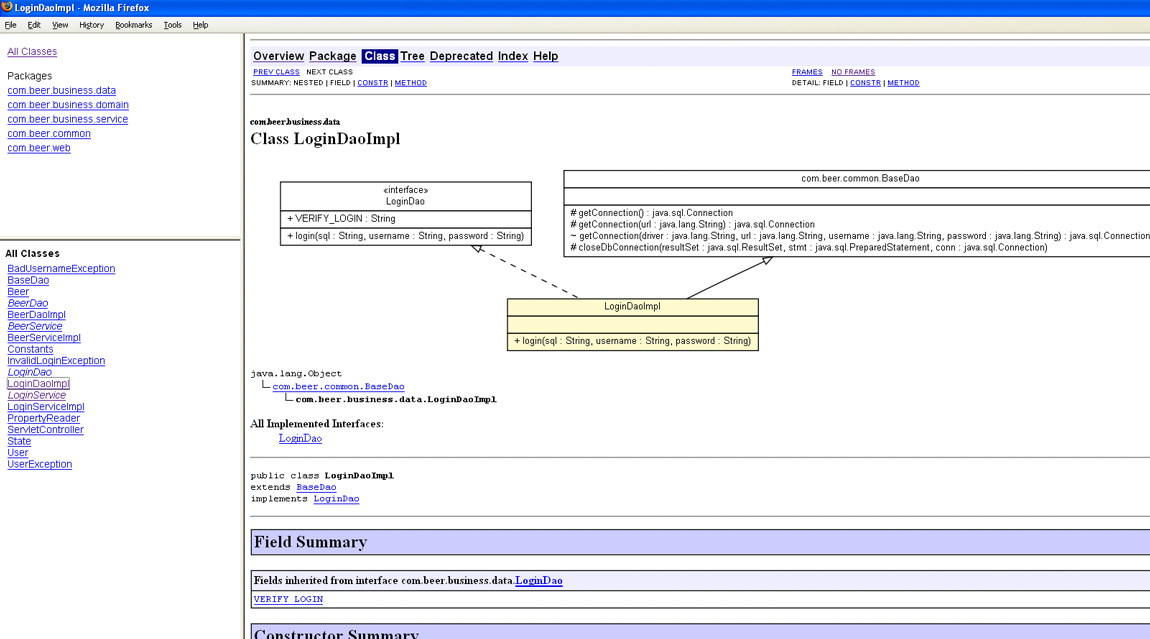 LoginDaoImpl - Mozilla Firefox
File Edit View History Bookmarks Tools Help
All Classes
Packages
com.beer.business.data
com.beer.business.domain
com.beer.business.service
com.beer.common
com.beer.web
All Classes
BadUsernameException
BaseDao
Beer
BeerDao
BeerDaoImpl
BeerService
BeerServiceImpl
Constants
InvalidLoginException
LoginDao
LoginDaoImpl
LoginService
LoginServiceImpl
PropertyReader
ServletController
State
User
UserException
Overview Package Class Tree Deprecated Index Help
PREV CLASS NEXT CLASS
FRAMES NO FRAMES
SUMMARY: NESTED | FIELD | CONSTR | METHOD
DETAIL: FIELD | CONSTR | METHOD
com.beer.business.data
Class LoginDaoImpl
«interface»
LoginDao
+ VERIFY_LOGIN : String
+ login(sql : String, username : String, password : String)
com.beer.common.BaseDao
# getConnection() : java.sql.Connection
# getConnection(url : java.lang.String) : java.sql.Connection
~ getConnection(driver : java.lang.String, url : java.lang.String, username : java.lang.String, password : java.lang.String) : java.sql.Connection
# closeDbConnection(resultSet : java.sql.ResultSet, stmt : java.sql.PreparedStatement, conn : java.sql.Connection)
LoginDaoImpl
+ login(sql : String, username : String, password : String)
java.lang.Object
com.beer.common.BaseDao
com.beer.business.data.LoginDaoImpl
All Implemented Interfaces:
LoginDao
public class LoginDaoImpl
extends BaseDao
implements LoginDao
Field Summary
Fields inherited from interface com.beer.business.data.LoginDao
VERIFY_LOGIN
Constructor Summary